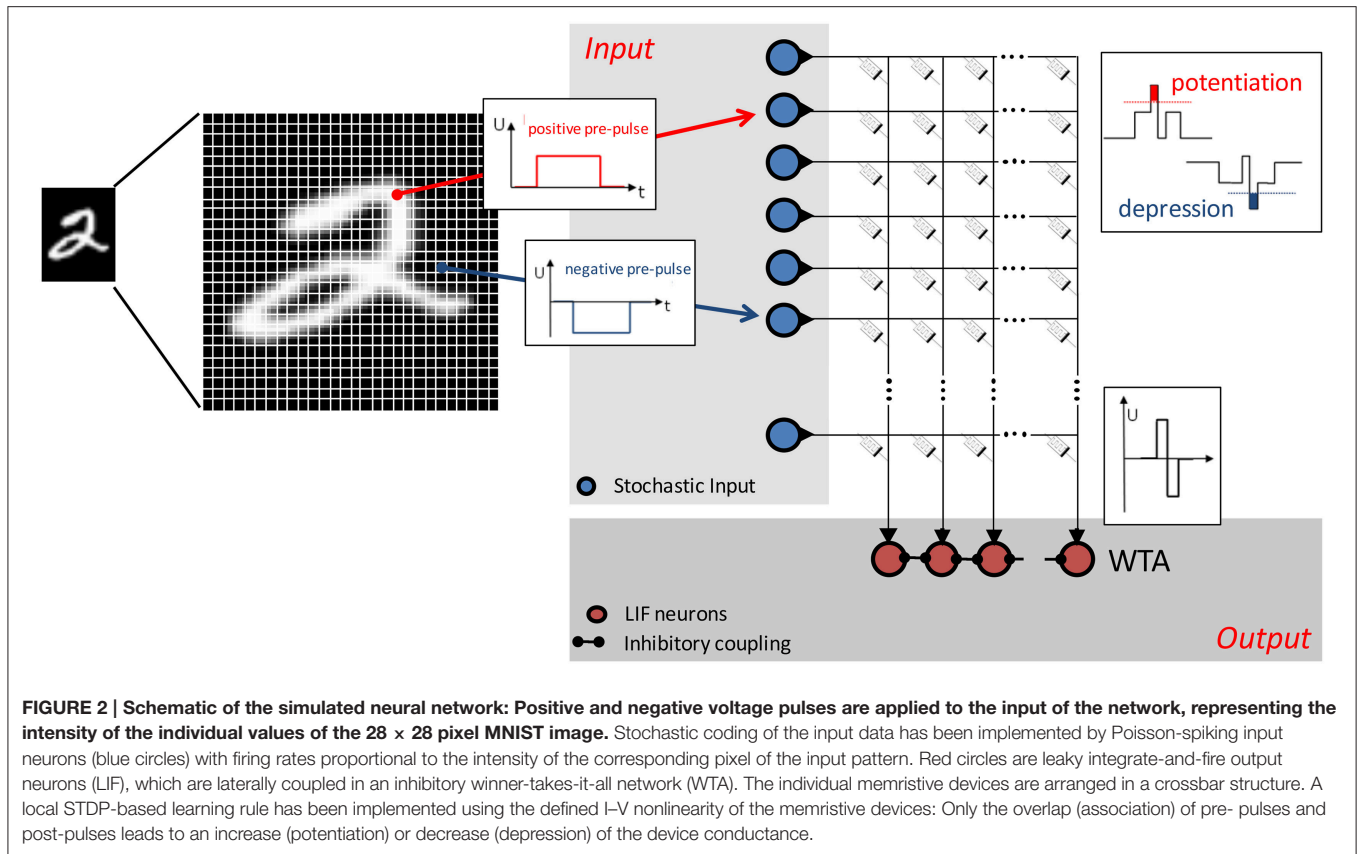 Input
U
positive pre-pulse
t
U
negative pre-pulse
t
potentiation
depression
U
Stochastic Input
WTA
LIF neurons
Inhibitory coupling
Output
FIGURE 2 | Schematic of the simulated neural network: Positive and negative voltage pulses are applied to the input of the network, representing the
intensity of the individual values of the 28 × 28 pixel MNIST image. Stochastic coding of the input data has been implemented by Poisson-spiking input
neurons (blue circles) with firing rates proportional to the intensity of the corresponding pixel of the input pattern. Red circles are leaky integrate-and-fire output
neurons (LIF), which are laterally coupled in an inhibitory winner-takes-it-all network (WTA). The individual memristive devices are arranged in a crossbar structure. A
local STDP-based learning rule has been implemented using the defined I–V nonlinearity of the memristive devices: Only the overlap (association) of pre- pulses and
post-pulses leads to an increase (potentiation) or decrease (depression) of the device conductance.